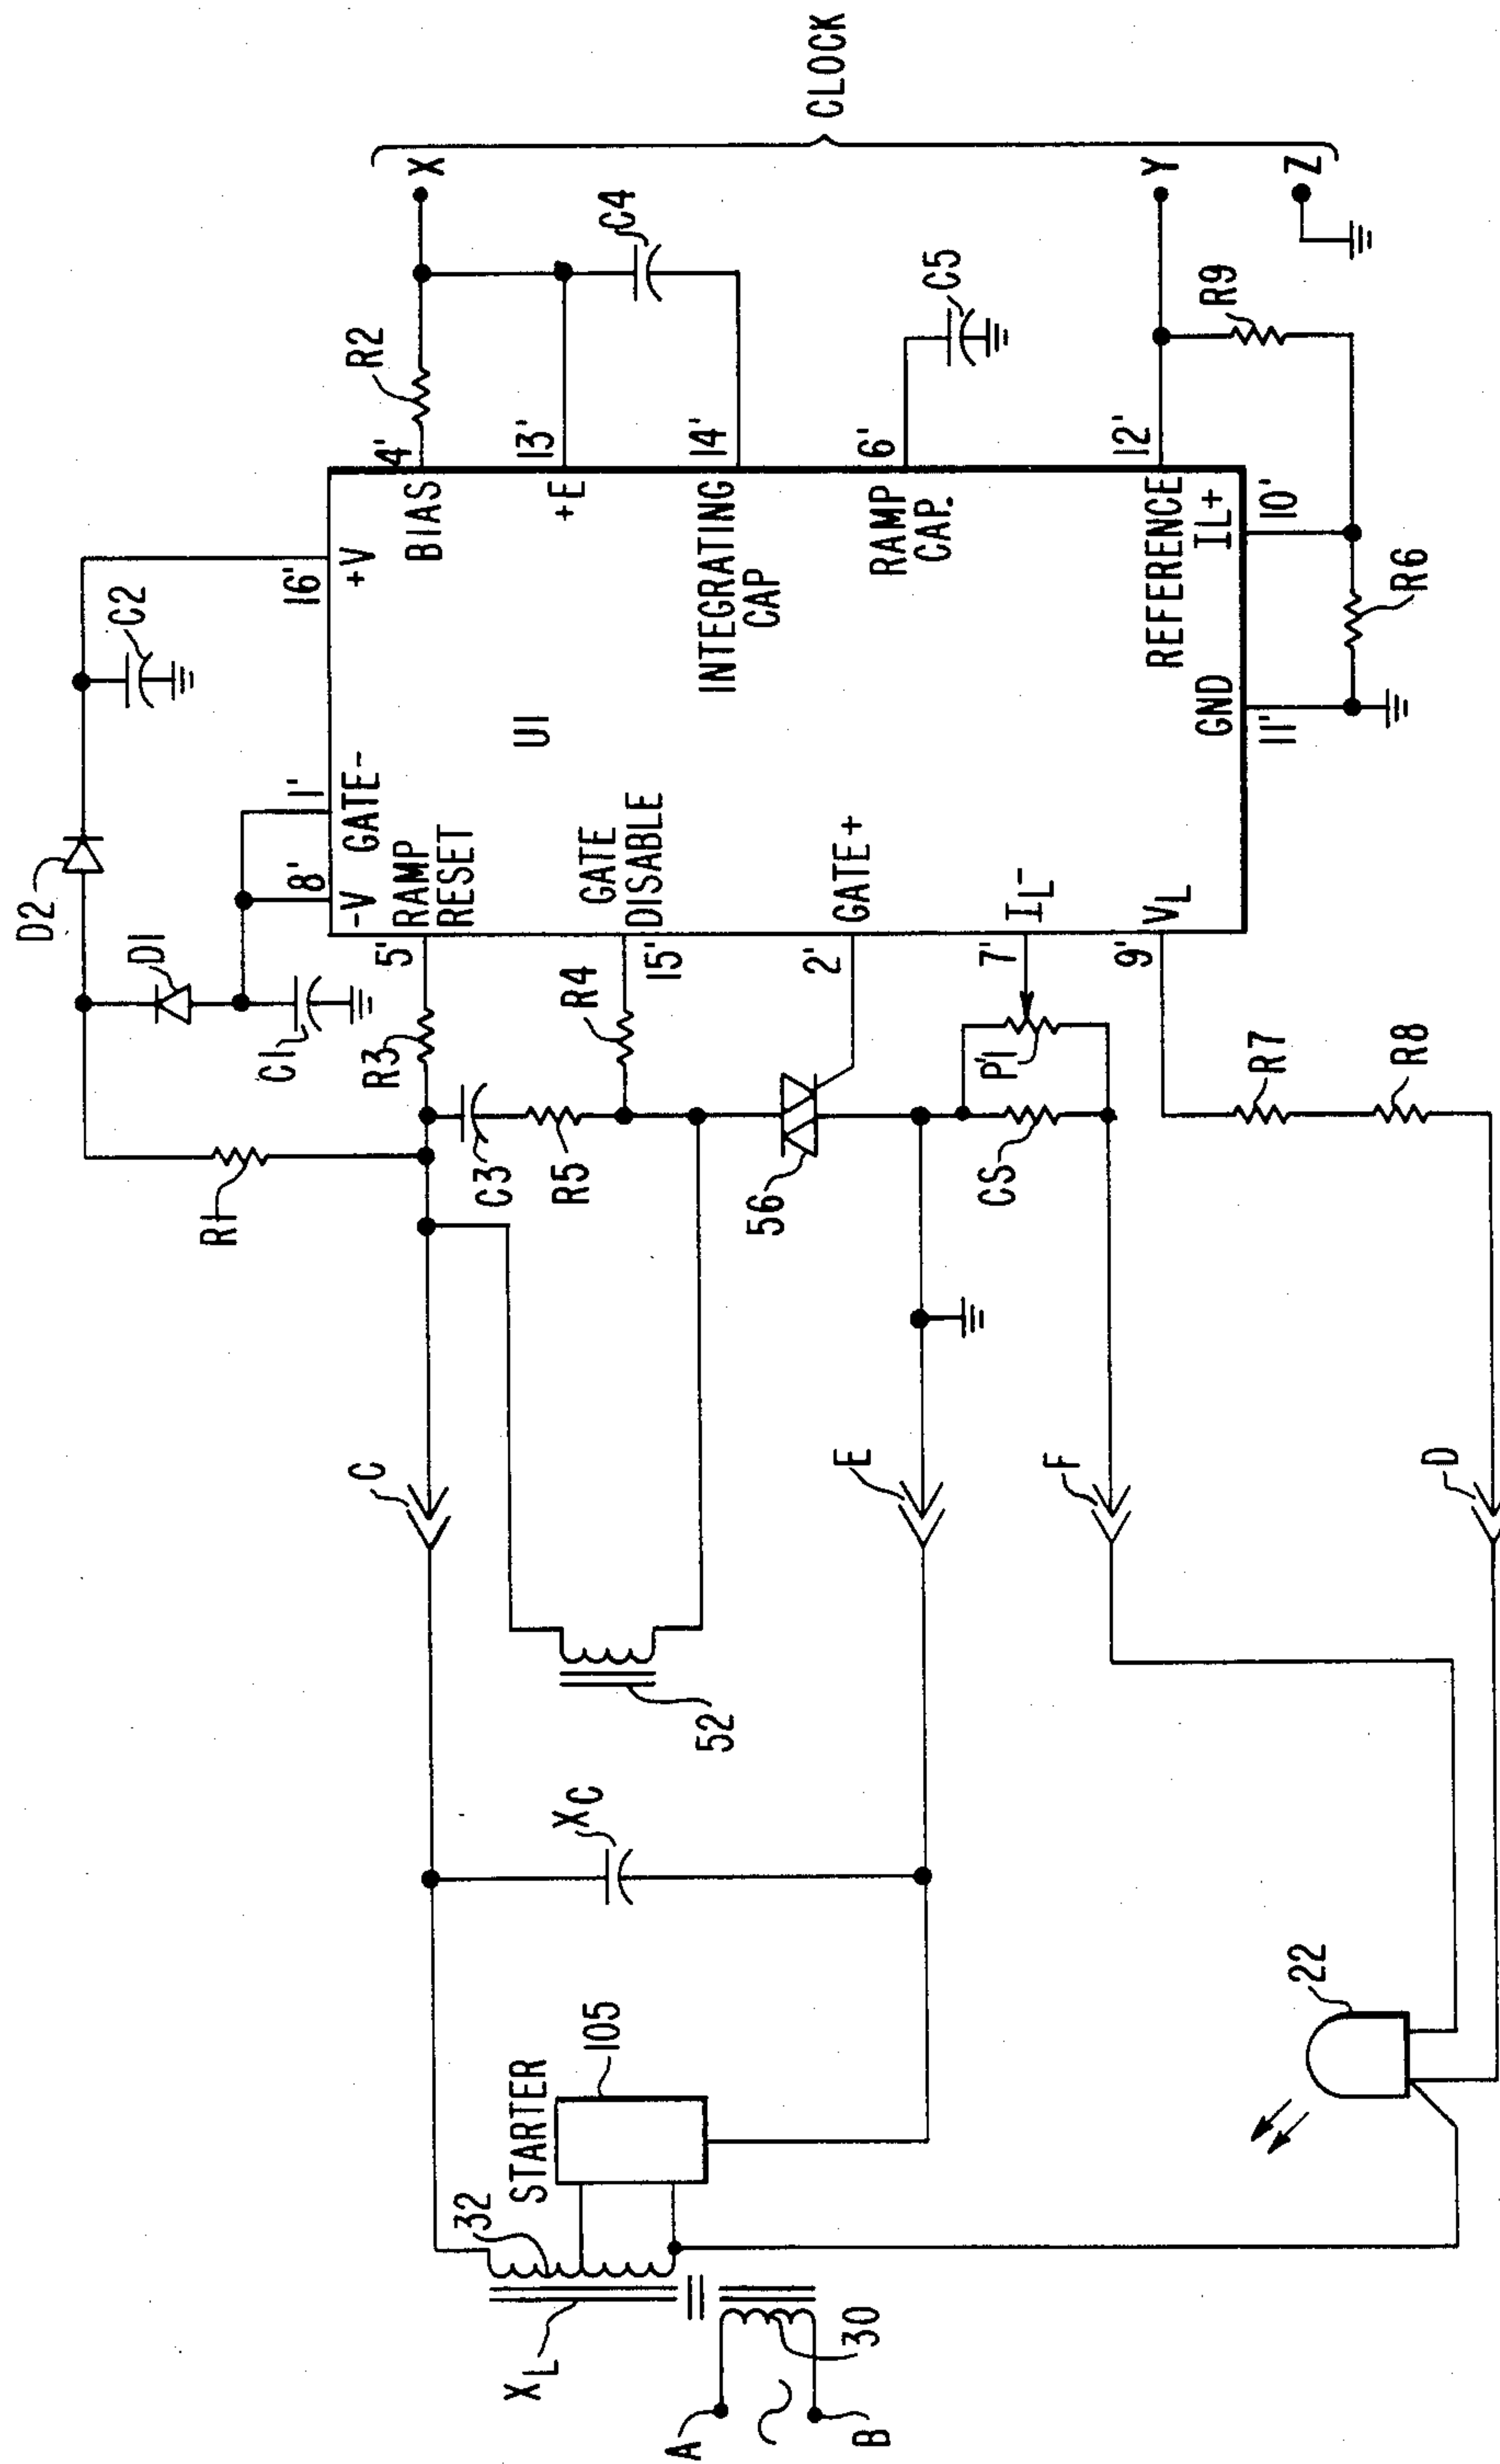 A
B
30
XL
32
STARTER
105
22
XC
52
C
E
F
D
R1
C3
R5
56
CS
P'1
R7
R8
R3
R4
D2
D1
C1
C2
5'
15'
2'
7'
9'
8'
1'
16'
-V
GATE-
+V
RAMP
RESET
GATE
DISABLE
GATE+
IL-
VL
U1
BIAS
+E
INTEGRATING
CAP
RAMP
CAP.
REFERENCE
GND
IL+
4'
13'
14'
6'
12'
11'
10'
R2
C4
C5
R9
R6
X
Y
Z
CLOCK